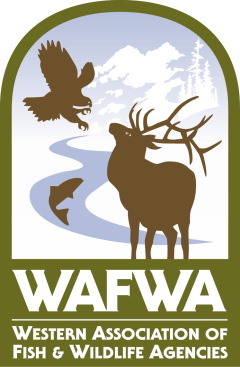 WAFWA
WESTERN ASSOCIATION OF
FISH & WILDLIFE AGENCIES